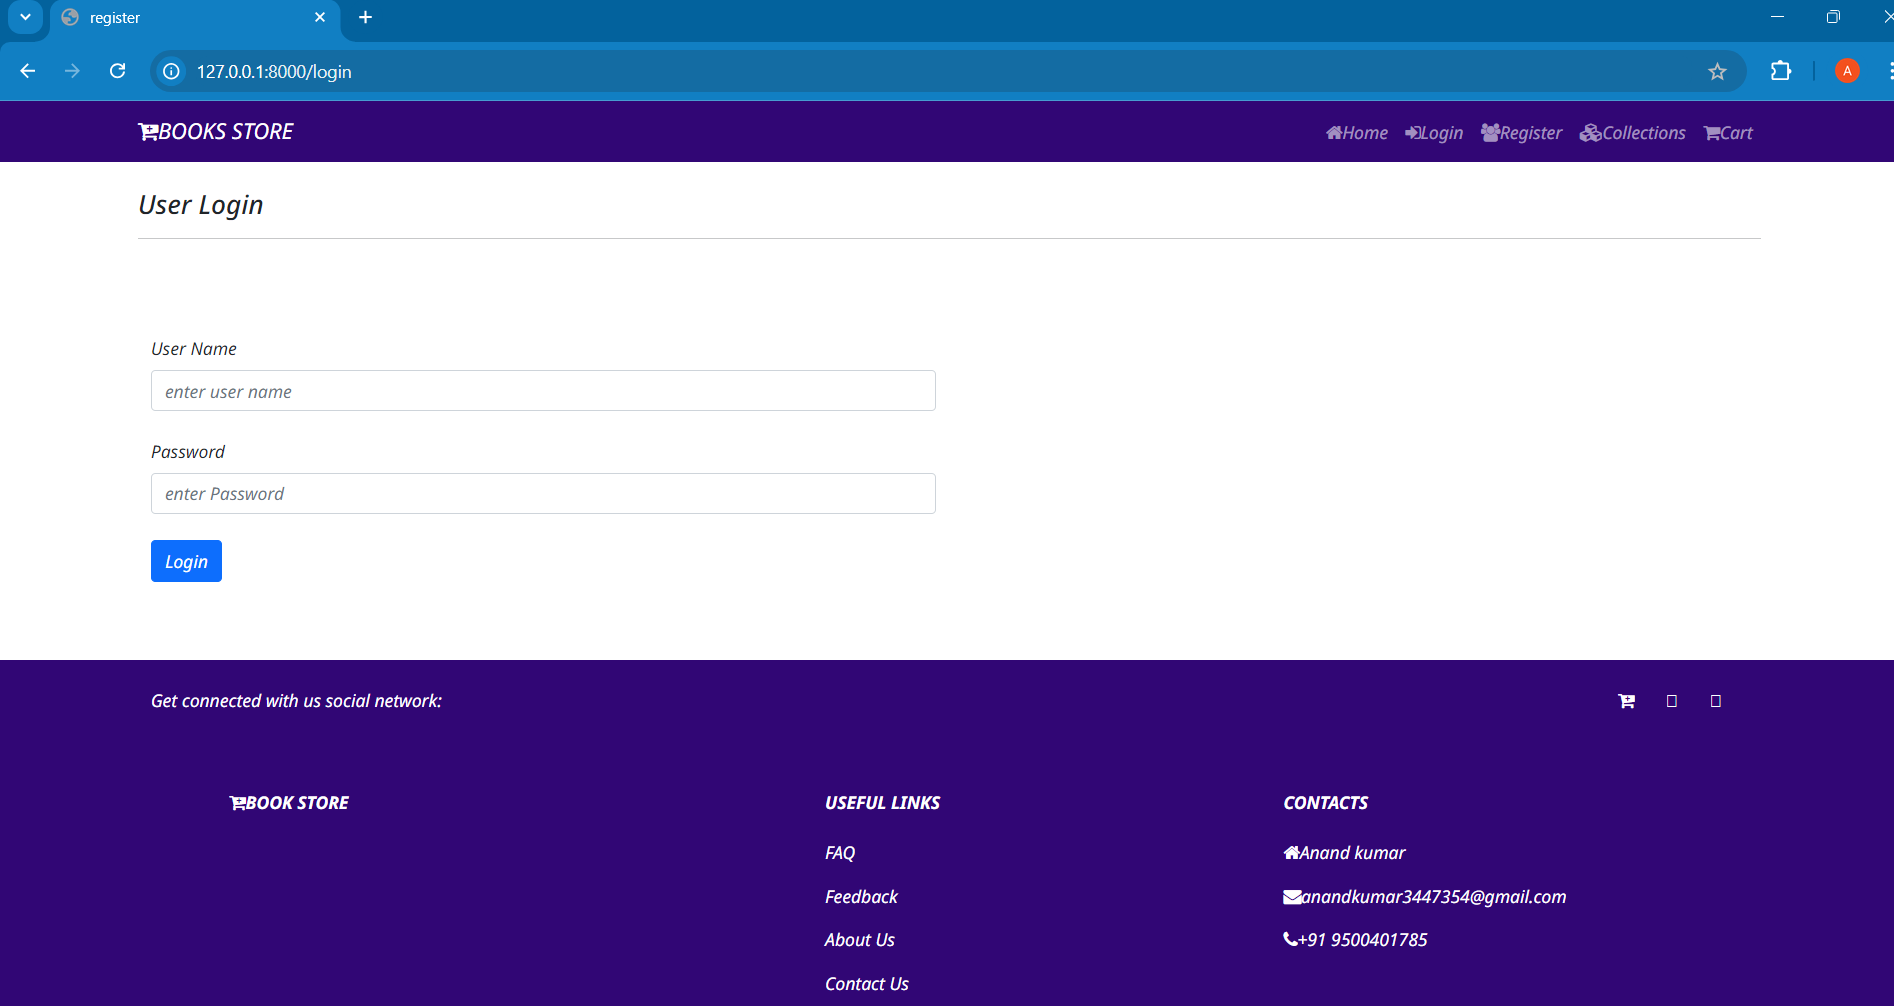 register
127.0.0.1:8000/login
A
BOOKS STORE
Home Login Register Collections Cart
User Login
User Name
enter user name
Password
enter Password
Login
Get connected with us social network:
BOOK STORE
USEFUL LINKS
FAQ
Feedback
About Us
Contact Us
CONTACTS
Anand kumar
anandkumar3447354@gmail.com
+91 9500401785